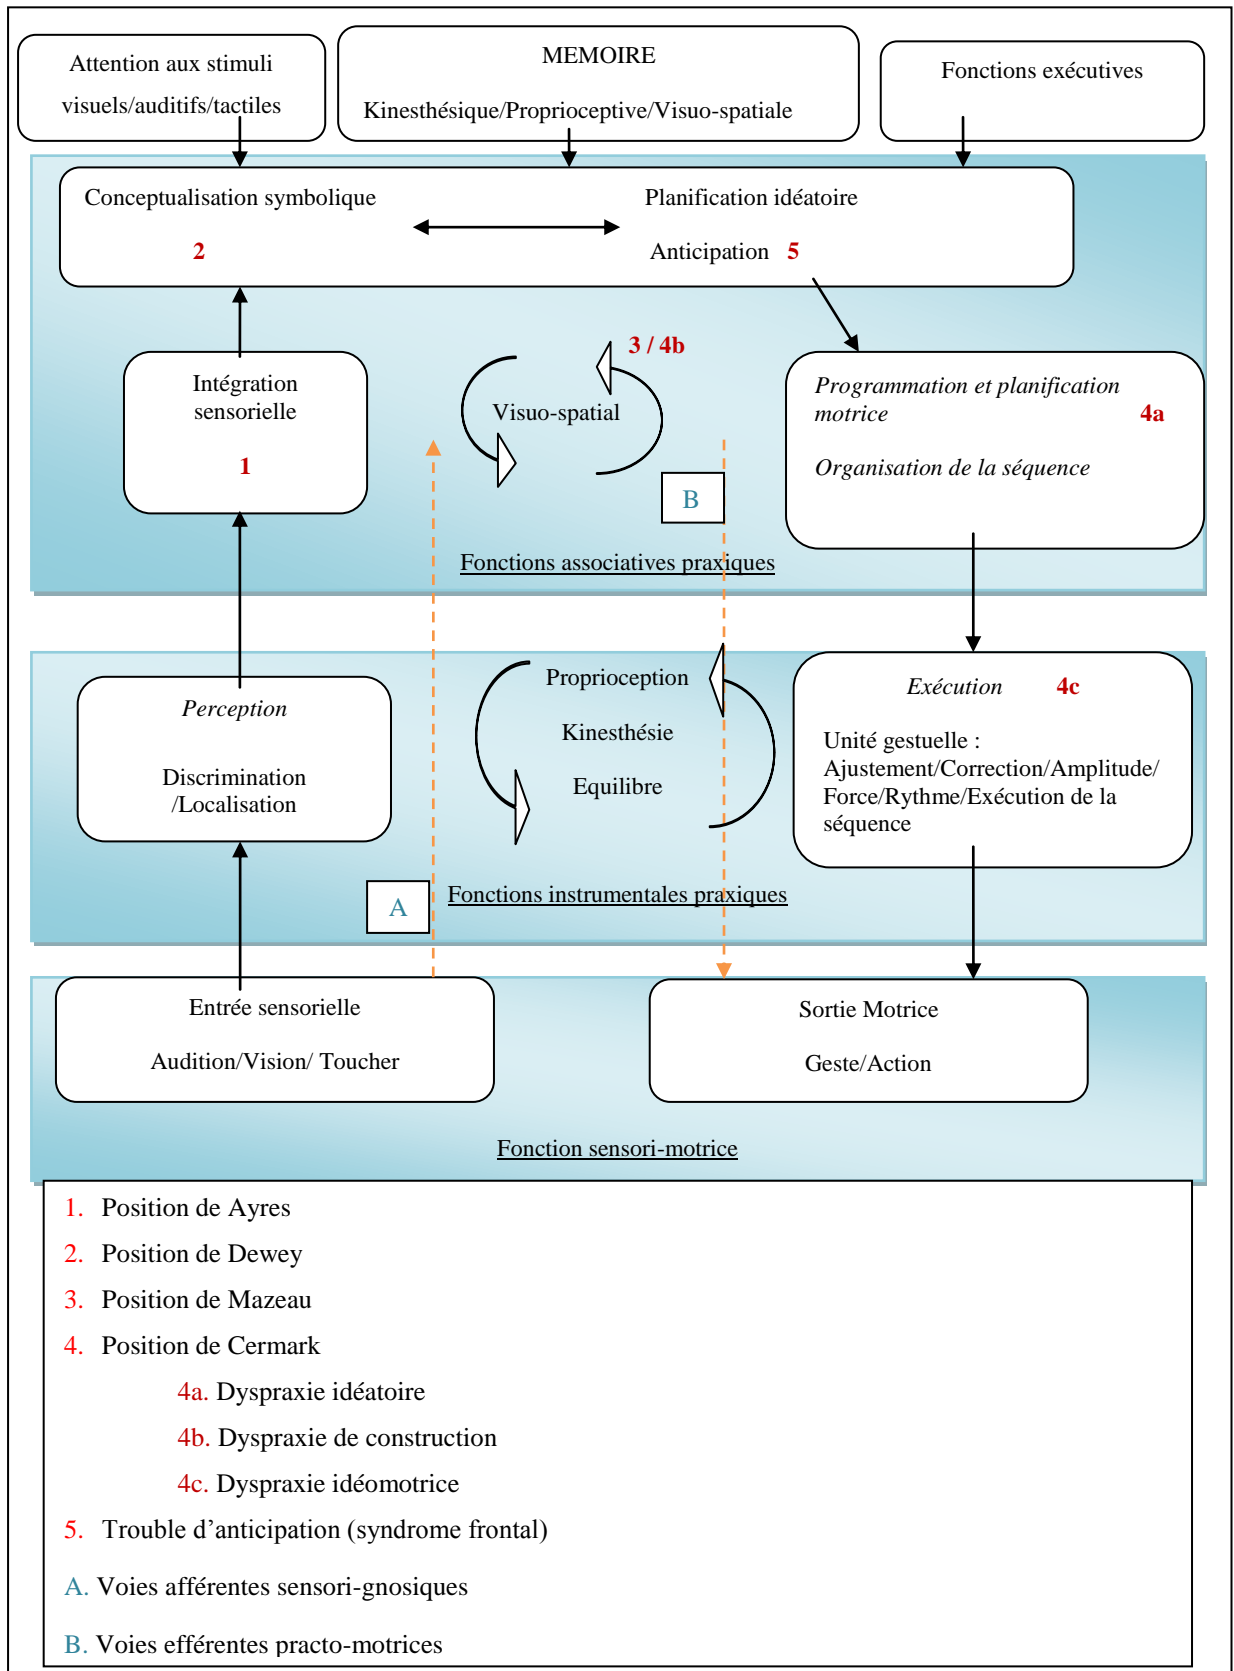 Attention aux stimuli
visuels/auditifs/tactiles
MEMOIRE
Kinesthésique/Proprioceptive/Visuo-spatiale
Fonctions exécutives
Conceptualisation symbolique
2
Planification idéatoire
Anticipation 5
Intégration
sensorielle
1
3 / 4b
Visuo-spatial
B
Programmation et planification
motrice 4a
Organisation de la séquence
Fonctions associatives praxiques
Perception
Discrimination
/Localisation
Proprioception
Kinesthésie
Equilibre
Exécution 4c
Unité gestuelle :
Ajustement/Correction/Amplitude/
Force/Rythme/Exécution de la
séquence
A
Fonctions instrumentales praxiques
Entrée sensorielle
Audition/Vision/ Toucher
Sortie Motrice
Geste/Action
Fonction sensori-motrice
1. Position de Ayres
2. Position de Dewey
3. Position de Mazeau
4. Position de Cermark
4a. Dyspraxie idéatoire
4b. Dyspraxie de construction
4c. Dyspraxie idéomotrice
5. Trouble d’anticipation (syndrome frontal)
A. Voies afférentes sensori-gnosiques
B. Voies efférentes practo-motrices